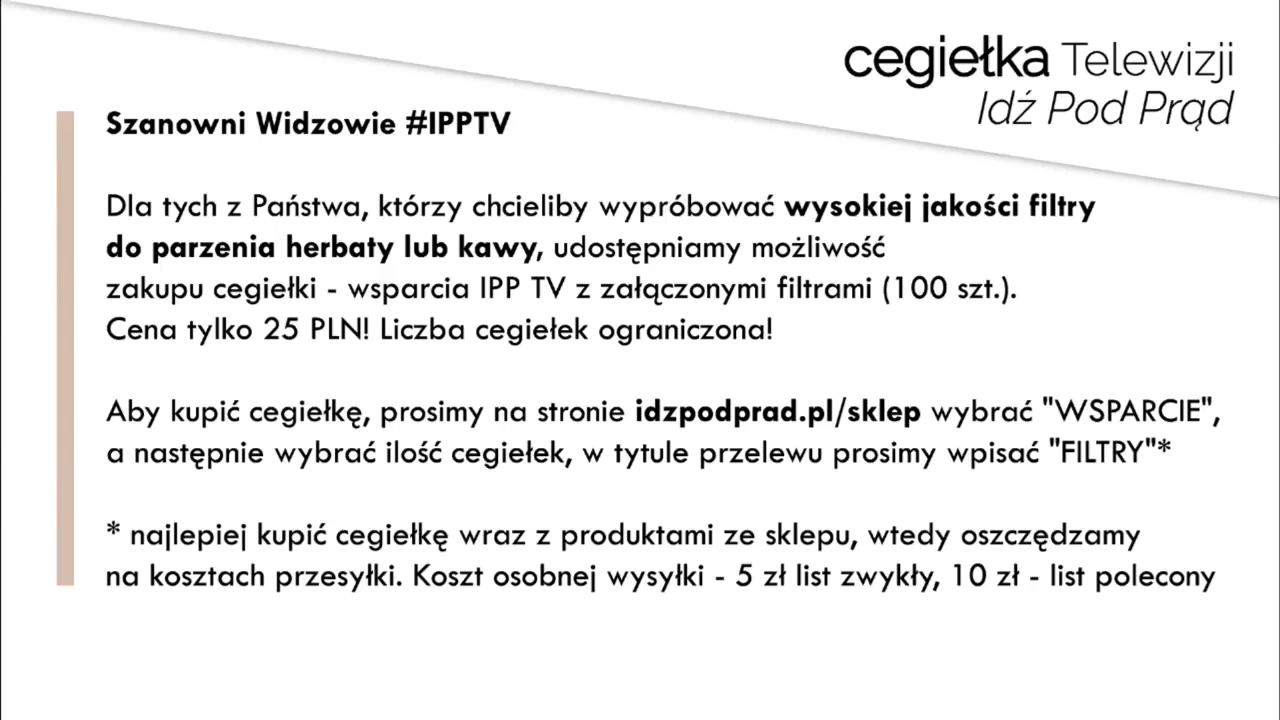 cegiełka Telewizji
Idź Pod Prąd
Szanowni Widzowie #IPPTV
Dla tych z Państwa, którzy chcieliby wypróbować wysokiej jakości filtry
do parzenia herbaty lub kawy, udostępniamy możliwość
zakupu cegiełki - wsparcia IPP TV z załączonymi filtrami (100 szt.).
Cena tylko 25 PLN! Liczba cegiełek ograniczona!
Aby kupić cegiełkę, prosimy na stronie idzpodprad.pl/sklep wybrać "WSPARCIE",
a następnie wybrać ilość cegiełek, w tytule przelewu prosimy wpisać "FILTRY"*
* najlepiej kupić cegiełkę wraz z produktami ze sklepu, wtedy oszczędzamy
na kosztach przesyłki. Koszt osobnej wysyłki - 5 zł list zwykły, 10 zł - list polecony